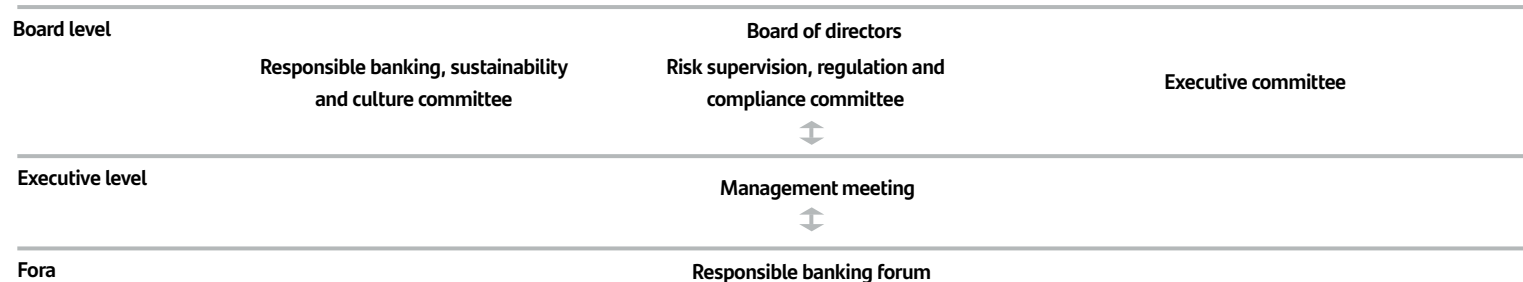 Board level
Board of directors
Responsible banking, sustainability
and culture committee
Risk supervision, regulation and
compliance committee
Executive committee
Executive level
Management meeting
Fora
Responsible banking forum